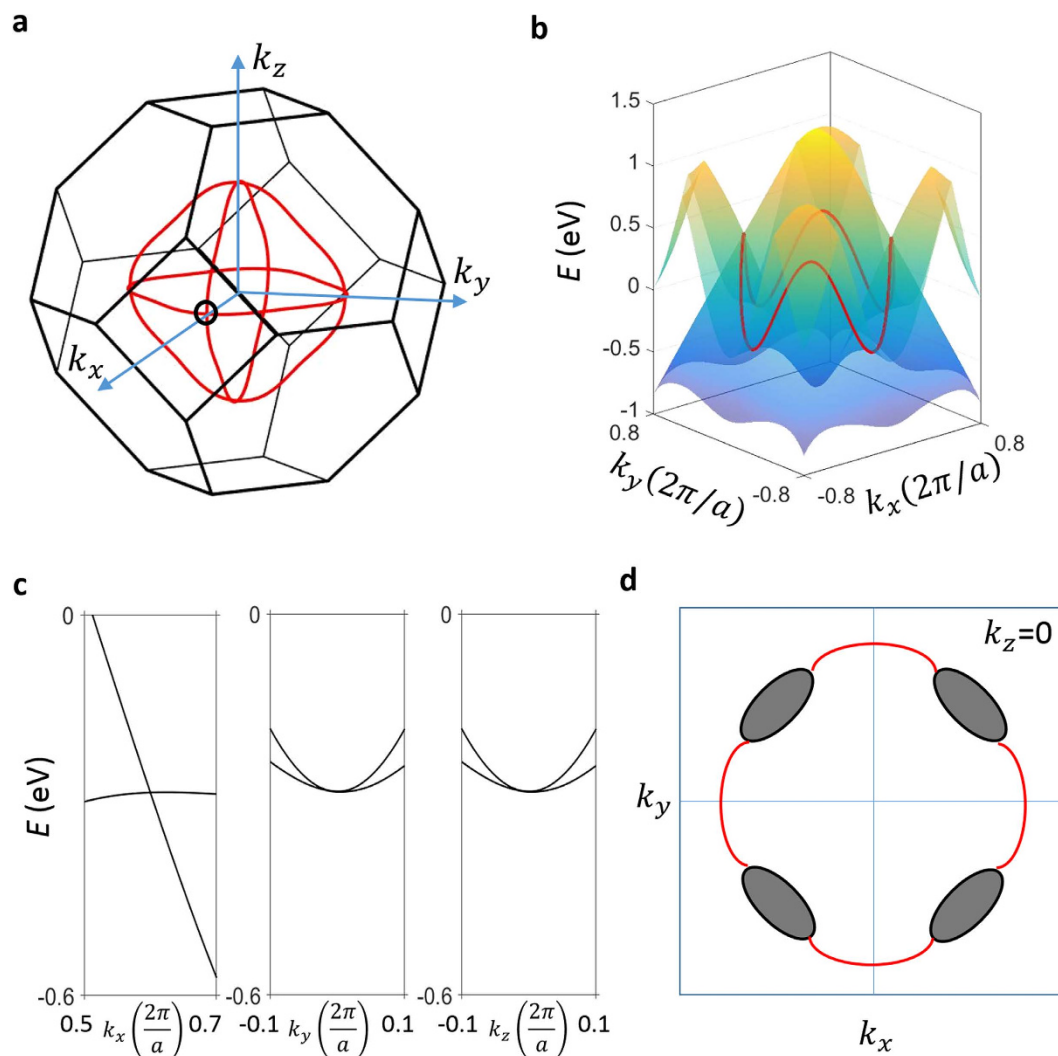 a
k_z
k_y
k_x
b
1.5
1
0.5
0
-0.5
-1
E (eV)
0.8
-0.8
k_y(2π/a)
-0.8
0.8
k_x(2π/a)
c
0
-0.6
E (eV)
0.5
k_x(2π/a)
0.7
0
-0.6
-0.1
k_y(2π/a)
0.1
0
-0.6
-0.1
k_z(2π/a)
0.1
d
k_z=0
k_y
k_x